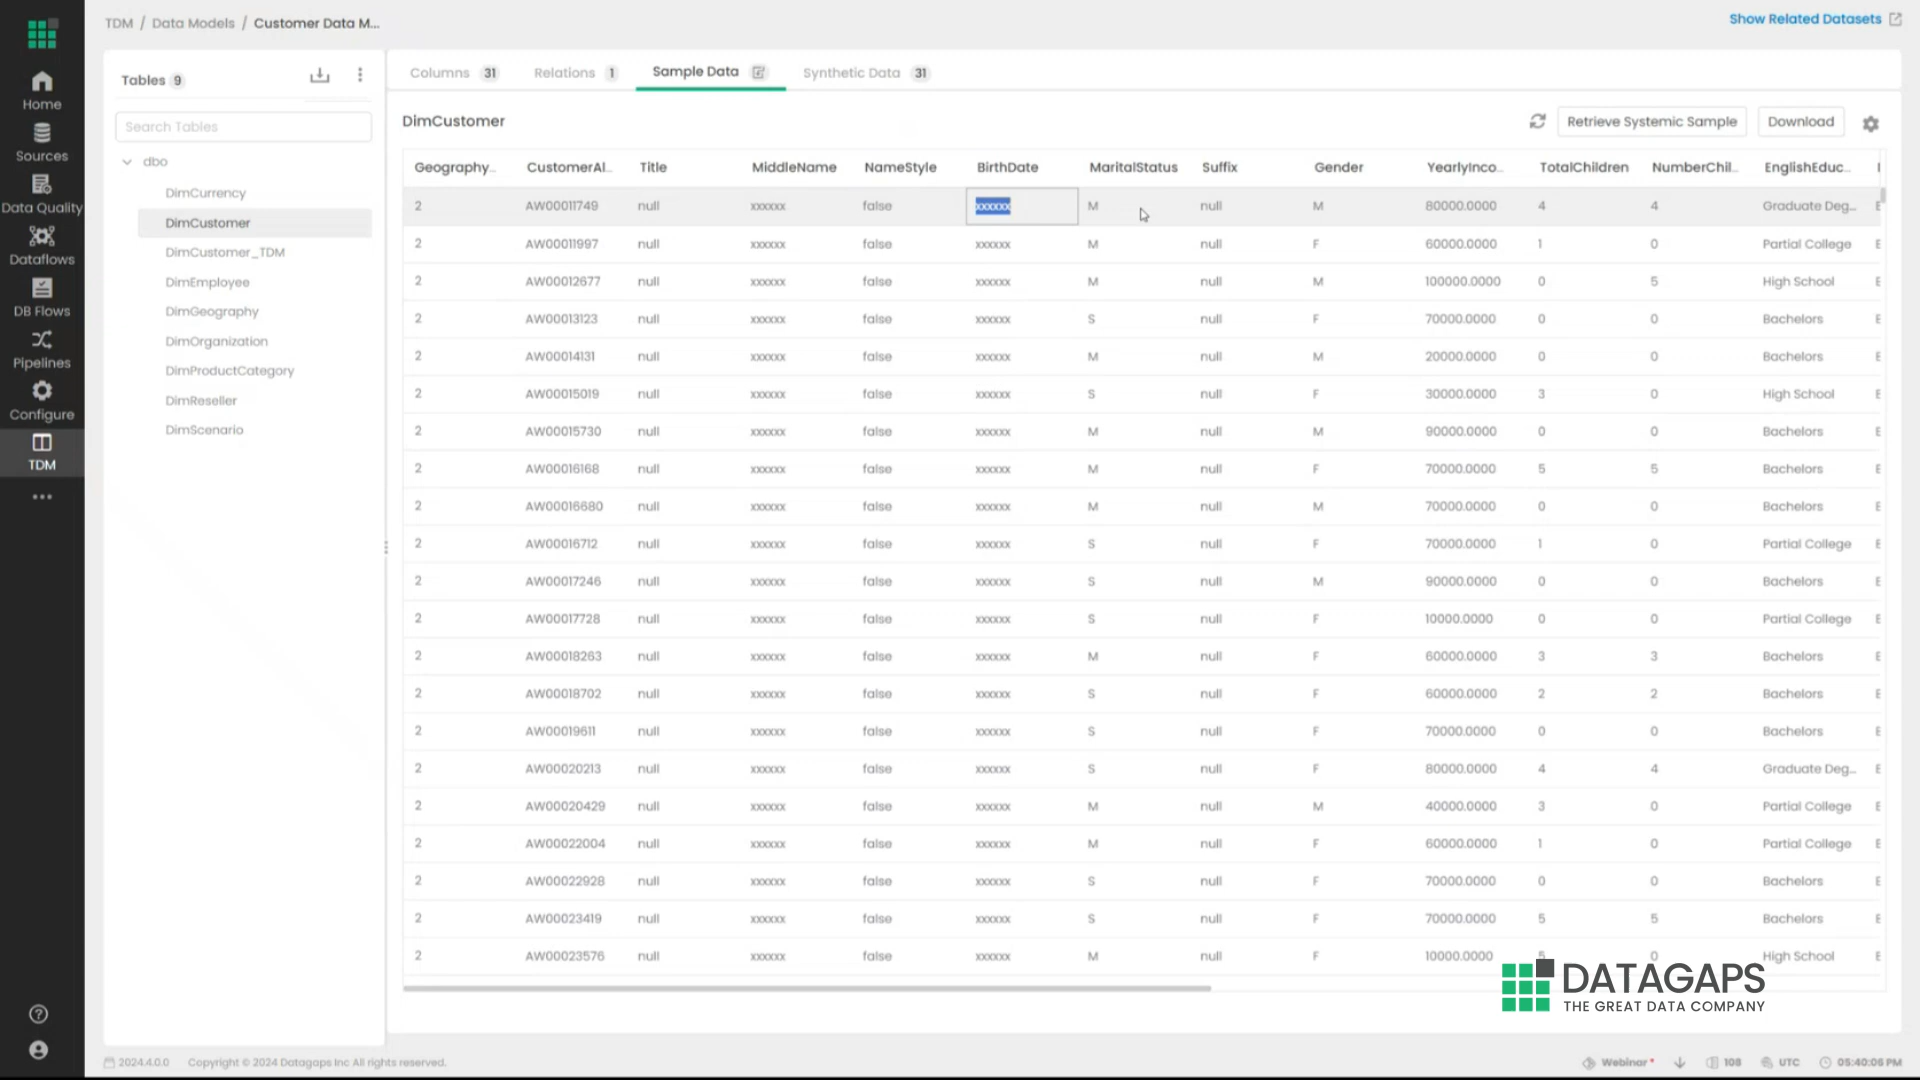 TDM / Data Models / Customer Data M...
Show Related Datasets
Home
Sources
Data Quality
Dataflows
DB Flows
Pipelines
Configure
TDM
Tables 9
Search Tables
dbo
DimCurrency
DimCustomer
DimCustomer_TDM
DimEmployee
DimGeography
DimOrganization
DimProductCategory
DimReseller
DimScenario
Columns 31 Relations 1 Sample Data Synthetic Data 31
DimCustomer
Retrieve Systemic Sample Download
Geography... CustomerAl... Title MiddleName NameStyle BirthDate MaritalStatus Suffix Gender YearlyInco... TotalChildren NumberChil... EnglishEduc...
2 AW00011749 null xxxxxx false xxxxxx M null M 80000.0000 4 4 Graduate Deg... E
2 AW00011997 null xxxxxx false xxxxxx M null F 60000.0000 1 0 Partial College E
2 AW00012677 null xxxxxx false xxxxxx M null M 100000.0000 0 5 High School E
2 AW00013123 null xxxxxx false xxxxxx S null F 70000.0000 0 0 Bachelors E
2 AW00014131 null xxxxxx false xxxxxx M null M 20000.0000 0 0 Bachelors E
2 AW00015019 null xxxxxx false xxxxxx S null F 30000.0000 3 0 High School E
2 AW00015730 null xxxxxx false xxxxxx M null M 90000.0000 0 0 Bachelors E
2 AW00016168 null xxxxxx false xxxxxx M null F 70000.0000 5 5 Bachelors E
2 AW00016680 null xxxxxx false xxxxxx M null M 70000.0000 0 0 Bachelors E
2 AW00016712 null xxxxxx false xxxxxx S null F 70000.0000 1 0 Partial College E
2 AW00017246 null xxxxxx false xxxxxx S null M 90000.0000 0 0 Bachelors E
2 AW00017728 null xxxxxx false xxxxxx S null F 10000.0000 0 0 Partial College E
2 AW00018263 null xxxxxx false xxxxxx M null F 60000.0000 3 3 Bachelors E
2 AW00018702 null xxxxxx false xxxxxx S null F 60000.0000 2 2 Bachelors E
2 AW00019611 null xxxxxx false xxxxxx S null F 70000.0000 0 0 Bachelors E
2 AW00020213 null xxxxxx false xxxxxx S null F 80000.0000 4 4 Graduate Deg... E
2 AW00020429 null xxxxxx false xxxxxx M null M 40000.0000 3 0 Partial College E
2 AW00022004 null xxxxxx false xxxxxx M null F 60000.0000 1 0 Partial College E
2 AW00022928 null xxxxxx false xxxxxx S null F 70000.0000 0 0 Bachelors E
2 AW00023419 null xxxxxx false xxxxxx S null F 70000.0000 5 5 Bachelors E
2 AW00023576 null xxxxxx false xxxxxx M null F 10000.0000 5 0 High School E
DATAGAPS
THE GREAT DATA COMPANY
2024.4.0.0 Copyright © 2024 Datagaps Inc All rights reserved.
Webinar* 108 UTC 05:40:06 PM